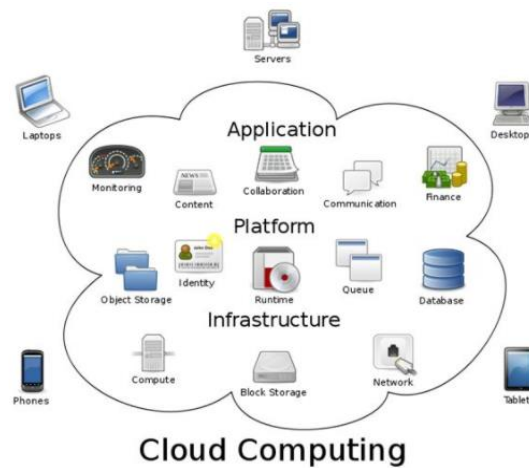 Servers
Laptops
Desktop
Application
Monitoring
NEWS
Content
Collaboration
Communication
Finance
Platform
Object Storage
Identity
Runtime
Queue
Database
Infrastructure
Compute
Block Storage
Network
Phones
Tablet
Cloud Computing